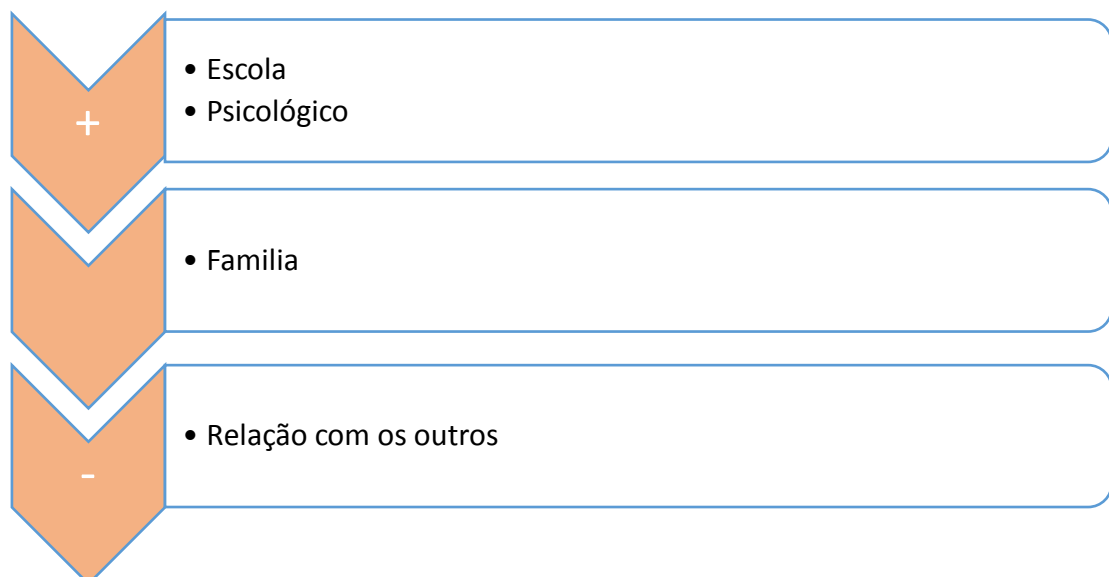 +
• Escola
• Psicológico
• Familia
-
• Relação com os outros